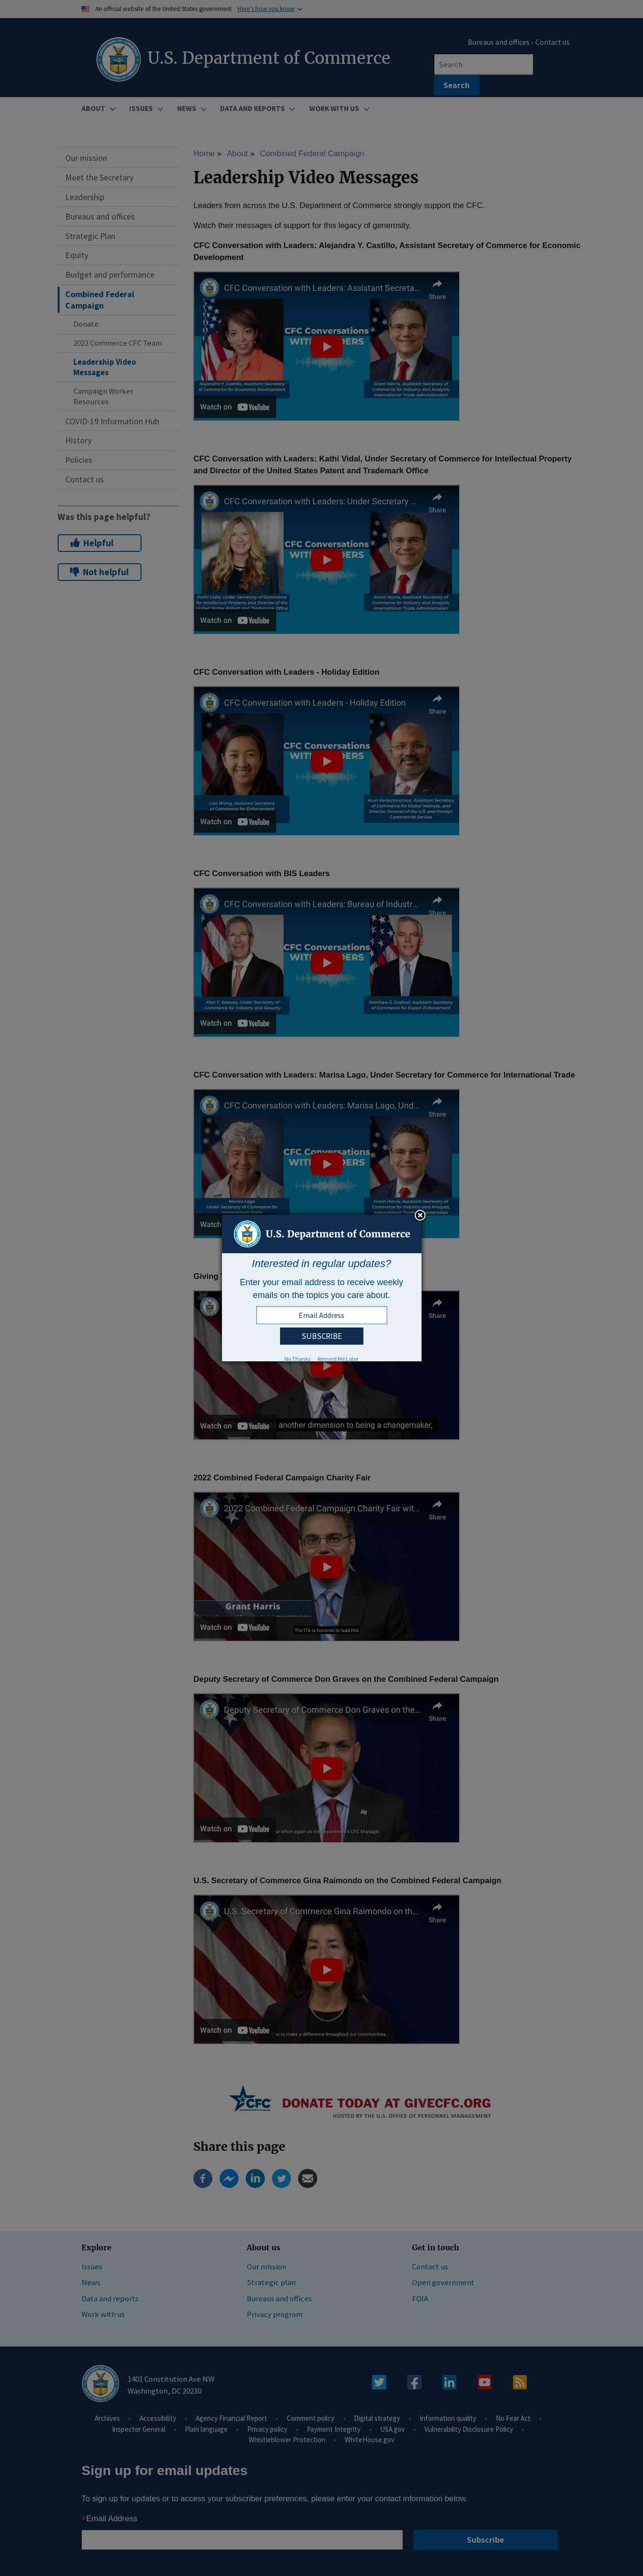 An official website of the United States government Here's how you know
U.S. Department of Commerce
Bureaus and offices - Contact us
Search
Search
ABOUT
ISSUES
NEWS
DATA AND REPORTS
WORK WITH US
Our mission
Meet the Secretary
Leadership
Bureaus and offices
Strategic Plan
Equity
Budget and performance
Combined Federal
Campaign
Donate
2022 Commerce CFC Team
Leadership Video
Messages
Campaign Worker
Resources
COVID-19 Information Hub
History
Policies
Contact us
Was this page helpful?
Helpful
Not helpful
Home » About » Combined Federal Campaign
Leadership Video Messages
Leaders from across the U.S. Department of Commerce strongly support the CFC.
Watch their messages of support for this legacy of generosity.
CFC Conversation with Leaders: Alejandra Y. Castillo, Assistant Secretary of Commerce for Economic
Development
CFC Conversation with Leaders: Assistant Secreta...
Share
CFC Conversations
WITH LEADERS
Alejandra Y. Castillo, Assistant Secretary
of Commerce for Economic Development
Grant Harris, Assistant Secretary of
Commerce for Industry and Analysis,
International Trade Administration
Watch on YouTube
CFC Conversation with Leaders: Kathi Vidal, Under Secretary of Commerce for Intellectual Property
and Director of the United States Patent and Trademark Office
CFC Conversation with Leaders: Under Secretary ...
Share
CFC Conversations
WITH LEADERS
Kathi Vidal, Under Secretary of Commerce
for Intellectual Property and Director of the
United States Patent and Trademark Office
Grant Harris, Assistant Secretary of
Commerce for Industry and Analysis,
International Trade Administration
Watch on YouTube
CFC Conversation with Leaders - Holiday Edition
CFC Conversation with Leaders - Holiday Edition
Share
CFC Conversations
WITH LEADERS
Lisa Wang, Assistant Secretary
of Commerce for Enforcement
Arun Venkataraman, Assistant Secretary
of Commerce for Global Markets, and
Director General of the U.S. and Foreign
Commercial Service
Watch on YouTube
CFC Conversation with BIS Leaders
CFC Conversation with Leaders: Bureau of Industr...
Share
CFC Conversations
WITH LEADERS
Alan F. Estevez, Under Secretary of
Commerce for Industry and Security
Matthew S. Axelrod, Assistant Secretary
of Commerce for Export Enforcement
Watch on YouTube
CFC Conversation with Leaders: Marisa Lago, Under Secretary for Commerce for International Trade
CFC Conversation with Leaders: Marisa Lago, Und...
Share
CFC Conversations
WITH LEADERS
Marisa Lago
Under Secretary of Commerce for
International Trade
Grant Harris, Assistant Secretary of
Commerce for Industry and Analysis,
International Trade Administration
Watch on
U.S. Department of Commerce
Interested in regular updates?
Enter your email address to receive weekly
emails on the topics you care about.
Email Address
SUBSCRIBE
No Thanks
Remind Me Later
Giving
Share
another dimension to being a changemaker,
Watch on YouTube
2022 Combined Federal Campaign Charity Fair
2022 Combined Federal Campaign Charity Fair wit...
Share
Grant Harris
The ITA is honored to lead this
Watch on YouTube
Deputy Secretary of Commerce Don Graves on the Combined Federal Campaign
Deputy Secretary of Commerce Don Graves on the...
Share
effort again as the Department's CFC Manager.
Watch on YouTube
U.S. Secretary of Commerce Gina Raimondo on the Combined Federal Campaign
U.S. Secretary of Commerce Gina Raimondo on th...
Share
to make a difference throughout our communities.
Watch on YouTube
CFC DONATE TODAY AT GIVECFC.ORG
HOSTED BY THE U.S. OFFICE OF PERSONNEL MANAGEMENT
Share this page
Explore
Issues
News
Data and reports
Work with us
About us
Our mission
Strategic plan
Bureaus and offices
Privacy program
Get in touch
Contact us
Open government
FOIA
1401 Constitution Ave NW
Washington, DC 20230
Archives Accessibility Agency Financial Report Comment policy Digital strategy Information quality No Fear Act
Inspector General Plain language Privacy policy Payment Integrity USA.gov Vulnerability Disclosure Policy
Whistleblower Protection WhiteHouse.gov
Sign up for email updates
To sign up for updates or to access your subscriber preferences, please enter your contact information below.
*Email Address
Subscribe